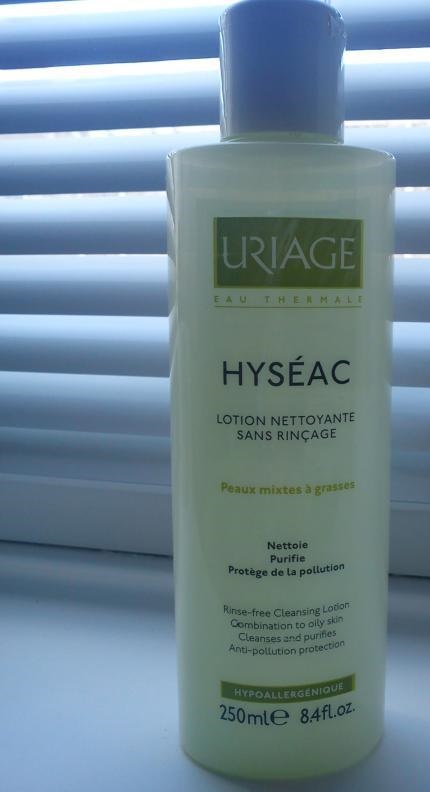 URIAGE
EAU THERMALE
HYSÉAC
LOTION NETTOYANTE
SANS RINÇAGE
Peaux mixtes à grasses
Nettoie
Purifie
Protège de la pollution
Rinse-free Cleansing Lotion
Combination to oily skin
Cleanses and purifies
Anti-pollution protection
HYPOALLERGÉNIQUE
250ml℮ 8.4fl.oz.